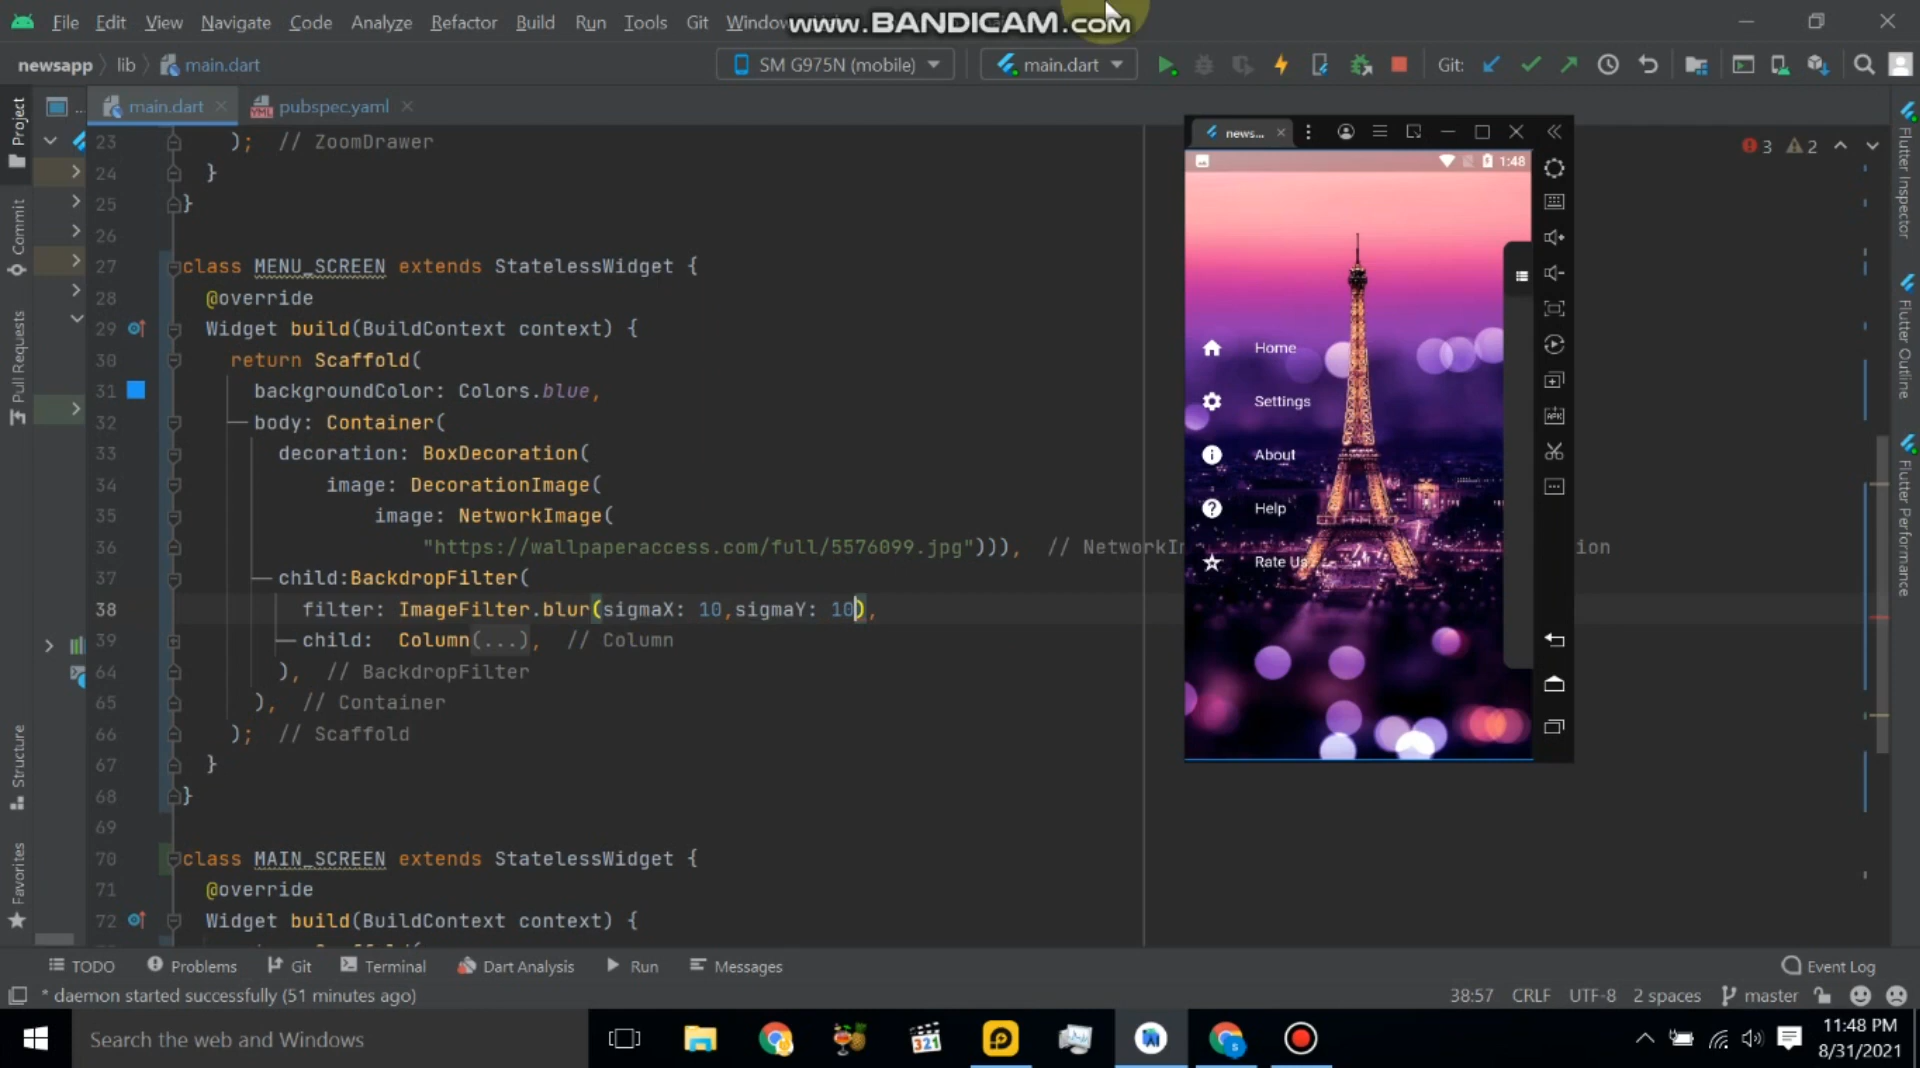 File Edit View Navigate Code Analyze Refactor Build Run Tools Git Window
www.BANDICAM.com
newsapp lib main.dart
SM G975N (mobile) main.dart Git:
main.dart pubspec.yaml
Project
Commit
Pull Requests
Structure
Favorites
23 ); // ZoomDrawer
24 }
25 }
26
27 class MENU_SCREEN extends StatelessWidget {
28 @override
29 Widget build(BuildContext context) {
30 return Scaffold(
31 backgroundColor: Colors.blue,
32 body: Container(
33 decoration: BoxDecoration(
34 image: DecorationImage(
35 image: NetworkImage(
36 "https://wallpaperaccess.com/full/5576099.jpg"))), // NetworkIm ion
37 child:BackdropFilter(
38 filter: ImageFilter.blur(sigmaX: 10,sigmaY: 10),
39 child: Column(...), // Column
64 ), // BackdropFilter
65 ), // Container
66 ); // Scaffold
67 }
68 }
69
70 class MAIN_SCREEN extends StatelessWidget {
71 @override
72 Widget build(BuildContext context) {
3 2
news...
1:48
Home
Settings
About
Help
Rate Us
APK
Flutter Inspector
Flutter Outline
Flutter Performance
TODO Problems Git Terminal Dart Analysis Run Messages Event Log
* daemon started successfully (51 minutes ago) 38:57 CRLF UTF-8 2 spaces master
Search the web and Windows
321
11:48 PM
8/31/2021